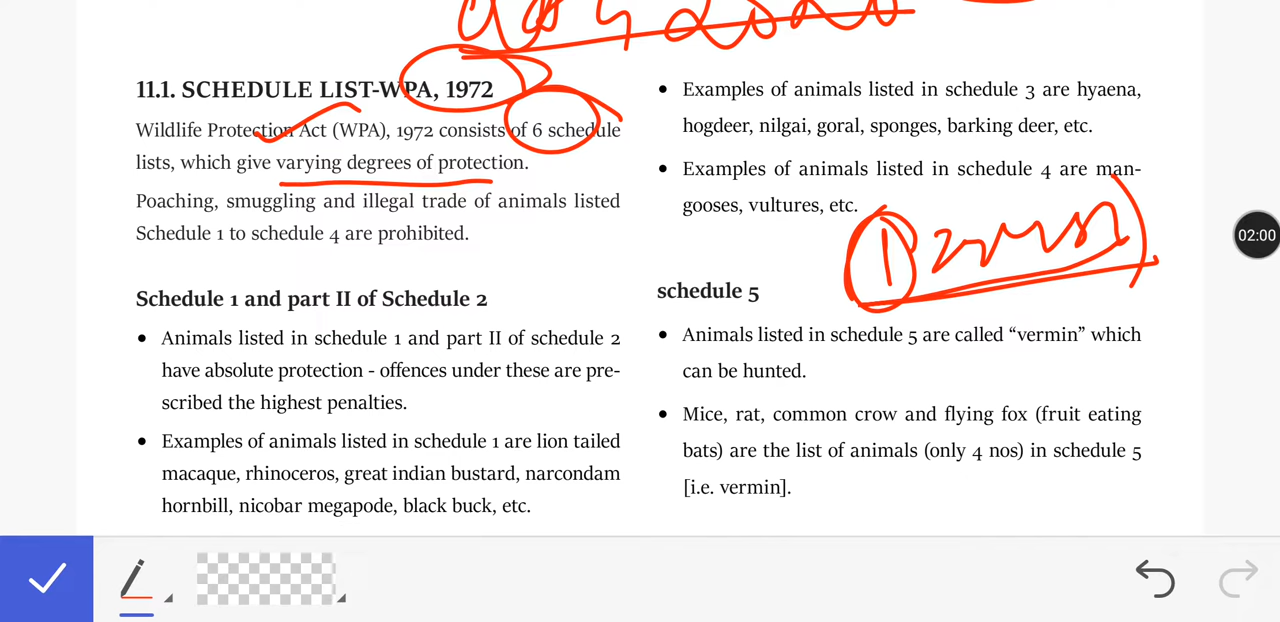 11.1. SCHEDULE LIST-WPA, 1972
Wildlife Protection Act (WPA), 1972 consists of 6 schedule
lists, which give varying degrees of protection.
Poaching, smuggling and illegal trade of animals listed
Schedule 1 to schedule 4 are prohibited.
Schedule 1 and part II of Schedule 2
• Animals listed in schedule 1 and part II of schedule 2
have absolute protection - offences under these are pre-
scribed the highest penalties.
• Examples of animals listed in schedule 1 are lion tailed
macaque, rhinoceros, great indian bustard, narcondam
hornbill, nicobar megapode, black buck, etc.
• Examples of animals listed in schedule 3 are hyaena,
hogdeer, nilgai, goral, sponges, barking deer, etc.
• Examples of animals listed in schedule 4 are man-
gooses, vultures, etc.
schedule 5
• Animals listed in schedule 5 are called “vermin” which
can be hunted.
• Mice, rat, common crow and flying fox (fruit eating
bats) are the list of animals (only 4 nos) in schedule 5
[i.e. vermin].
02:00